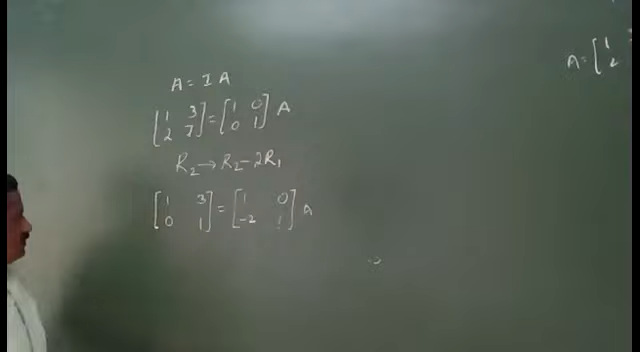 A = I A
[1 3
2 7] = [1 0
0 1] A
R₂ → R₂ - 2R₁
[1 3
0 1] = [1 0
-2 1] A
A = [1
2